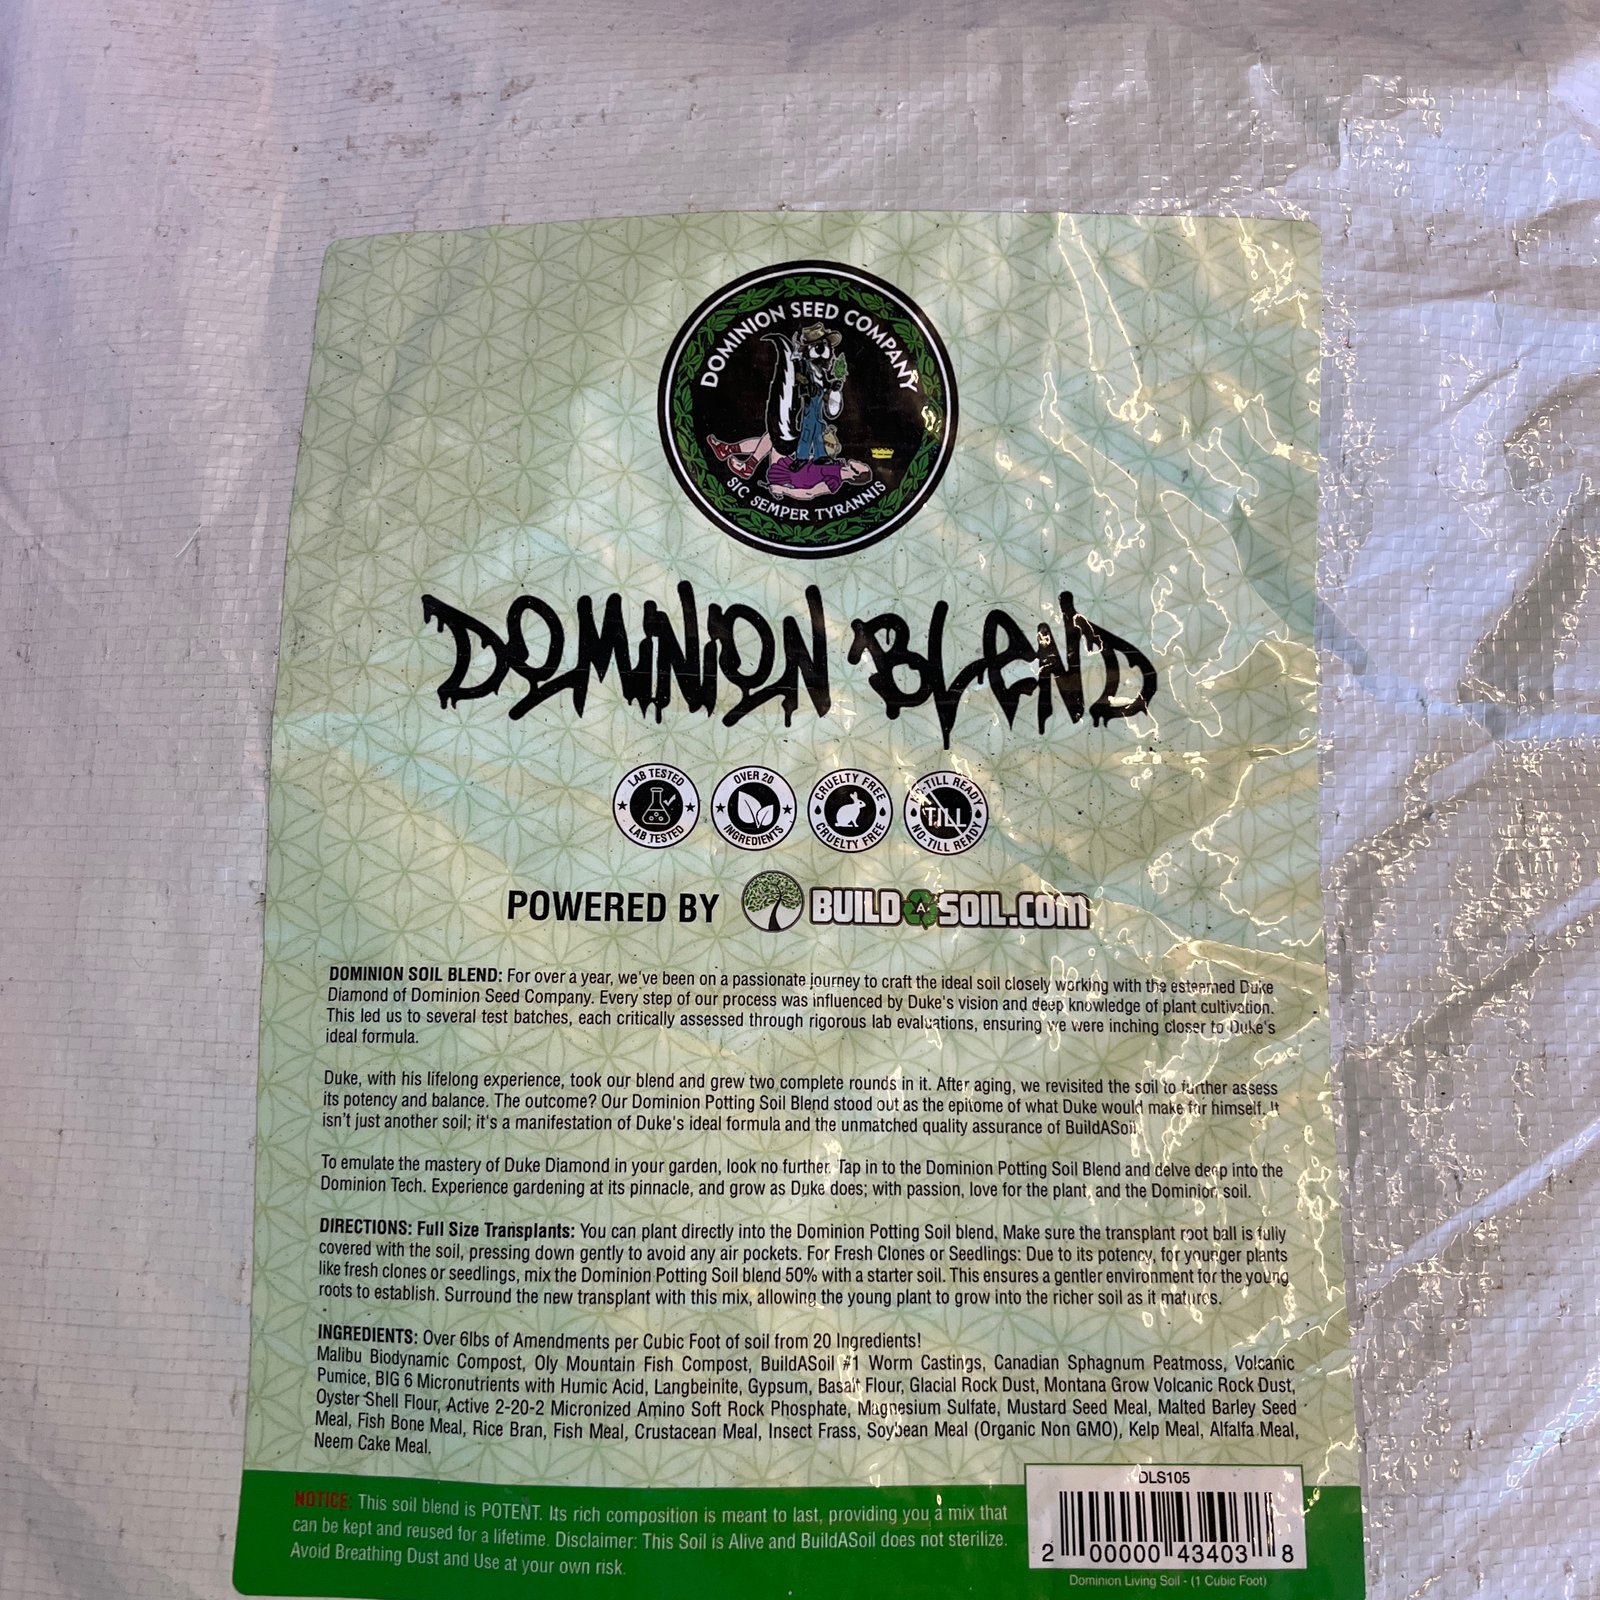 DOMINION SEED COMPANY
SIC SEMPER TYRANNIS
DOMINION BLEND
LAB TESTED
LAB TESTED
OVER 20
INGREDIENTS
CRUELTY FREE
CRUELTY FREE
NO-TILL READY
TILL
NO-TILL READY
POWERED BY BUILD A SOIL.COM
DOMINION SOIL BLEND: For over a year, we've been on a passionate journey to craft the ideal soil closely working with the esteemed Duke
Diamond of Dominion Seed Company. Every step of our process was influenced by Duke's vision and deep knowledge of plant cultivation.
This led us to several test batches, each critically assessed through rigorous lab evaluations, ensuring we were inching closer to Duke's
ideal formula.
Duke, with his lifelong experience, took our blend and grew two complete rounds in it. After aging, we revisited the soil to further assess
its potency and balance. The outcome? Our Dominion Potting Soil Blend stood out as the epitome of what Duke would make for himself. It
isn't just another soil; it's a manifestation of Duke's ideal formula and the unmatched quality assurance of BuildASoil.
To emulate the mastery of Duke Diamond in your garden, look no further. Tap in to the Dominion Potting Soil Blend and delve deep into the
Dominion Tech. Experience gardening at its pinnacle, and grow as Duke does; with passion, love for the plant, and the Dominion soil.
DIRECTIONS: Full Size Transplants: You can plant directly into the Dominion Potting Soil blend, Make sure the transplant root ball is fully
covered with the soil, pressing down gently to avoid any air pockets. For Fresh Clones or Seedlings: Due to its potency, for younger plants
like fresh clones or seedlings, mix the Dominion Potting Soil blend 50% with a starter soil. This ensures a gentler environment for the young
roots to establish. Surround the new transplant with this mix, allowing the young plant to grow into the richer soil as it matures.
INGREDIENTS: Over 6lbs of Amendments per Cubic Foot of soil from 20 Ingredients!
Malibu Biodynamic Compost, Oly Mountain Fish Compost, BuildASoil #1 Worm Castings, Canadian Sphagnum Peatmoss, Volcanic
Pumice, BIG 6 Micronutrients with Humic Acid, Langbeinite, Gypsum, Basalt Flour, Glacial Rock Dust, Montana Grow Volcanic Rock Dust,
Oyster Shell Flour, Active 2-20-2 Micronized Amino Soft Rock Phosphate, Magnesium Sulfate, Mustard Seed Meal, Malted Barley Seed
Meal, Fish Bone Meal, Rice Bran, Fish Meal, Crustacean Meal, Insect Frass, Soybean Meal (Organic Non GMO), Kelp Meal, Alfalfa Meal,
Neem Cake Meal.
NOTICE: This soil blend is POTENT. Its rich composition is meant to last, providing you a mix that
can be kept and reused for a lifetime. Disclaimer: This Soil is Alive and BuildASoil does not sterilize.
Avoid Breathing Dust and Use at your own risk.
DLS105
2 00000 43403 8
Dominion Living Soil - (1 Cubic Foot)